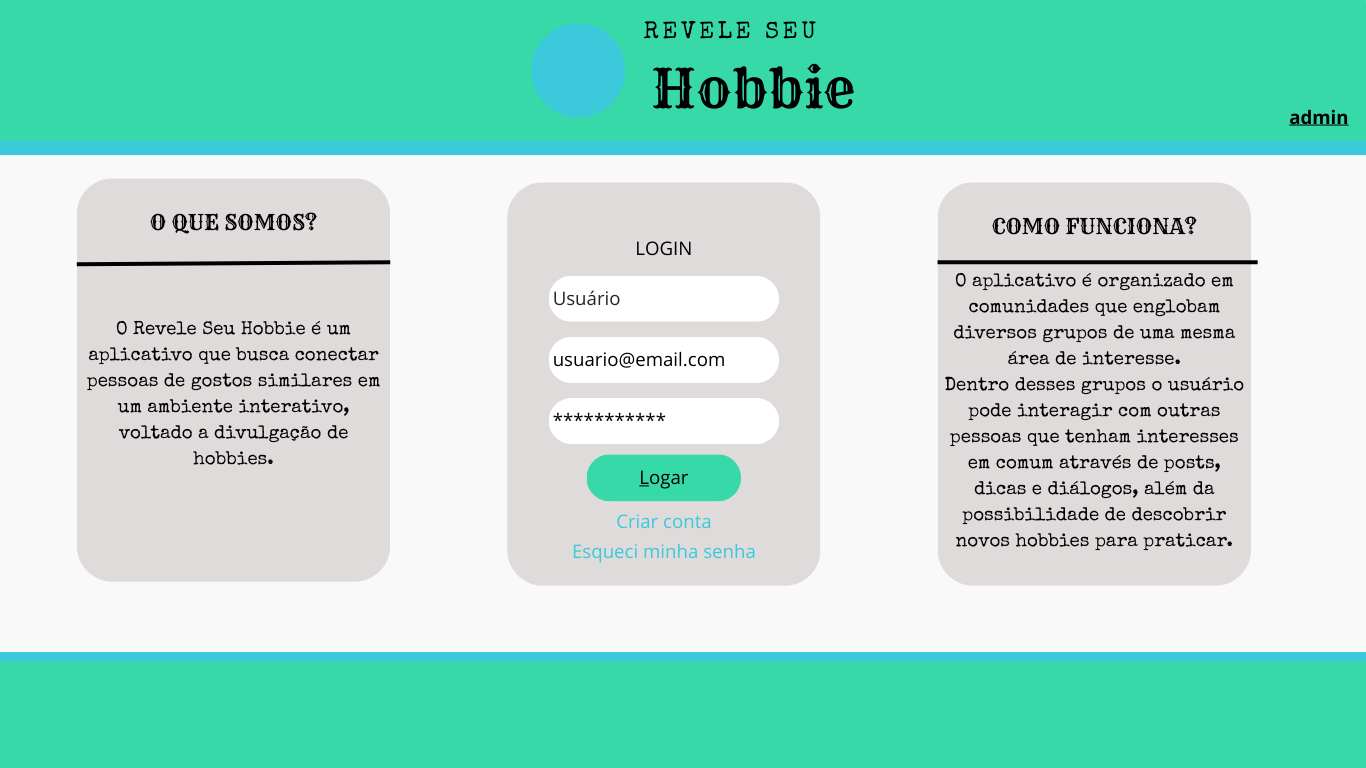 REVELE SEU
Hobbie
admin
O QUE SOMOS?
O Revele Seu Hobbie é um
aplicativo que busca conectar
pessoas de gostos similares em
um ambiente interativo,
voltado a divulgação de
hobbies.
LOGIN
Usuário
usuario@email.com
***********
Logar
Criar conta
Esqueci minha senha
COMO FUNCIONA?
O aplicativo é organizado em
comunidades que englobam
diversos grupos de uma mesma
área de interesse.
Dentro desses grupos o usuário
pode interagir com outras
pessoas que tenham interesses
em comum através de posts,
dicas e diálogos, além da
possibilidade de descobrir
novos hobbies para praticar.